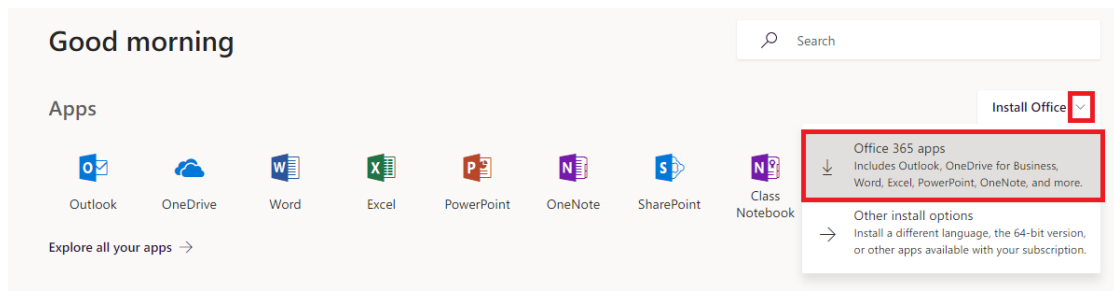 Good morning
Search
Apps
Install Office
Office 365 apps
Includes Outlook, OneDrive for Business,
Word, Excel, PowerPoint, OneNote, and more.
Outlook
OneDrive
Word
Excel
PowerPoint
OneNote
SharePoint
Class
Notebook
Other install options
Install a different language, the 64-bit version,
or other apps available with your subscription.
Explore all your apps →